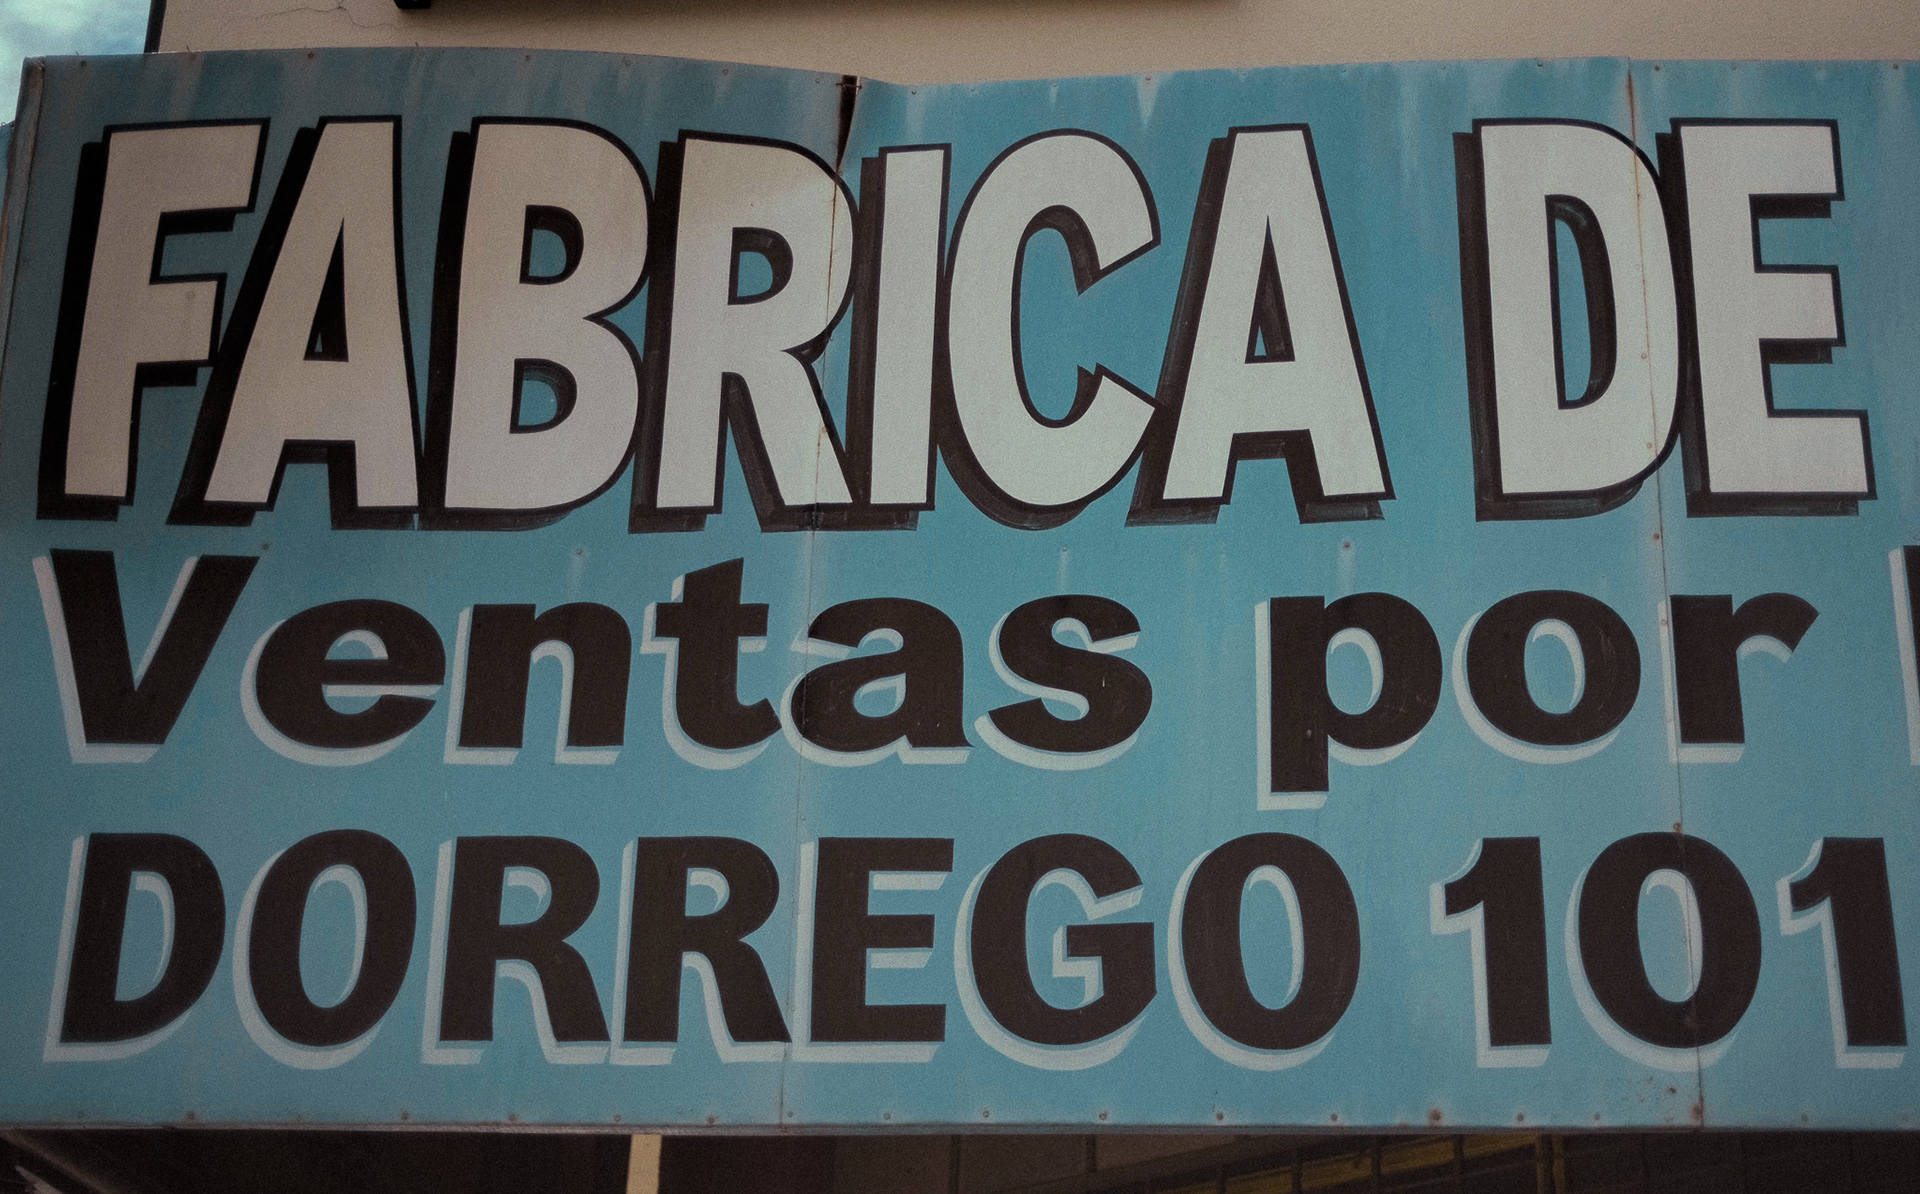 FABRICA DE
Ventas por
DORREGO 101